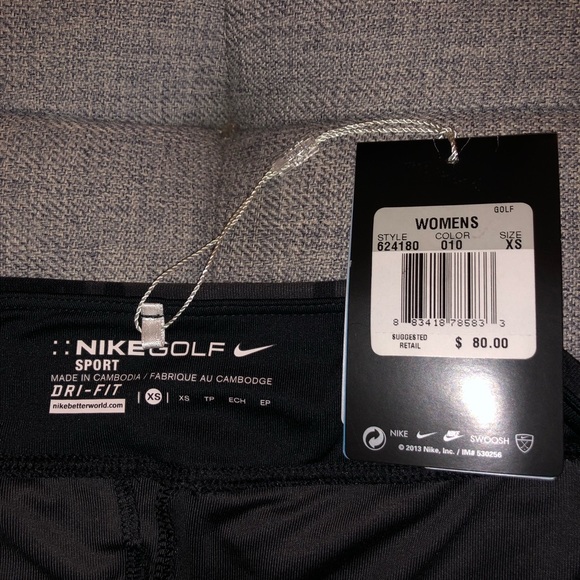 GOLF
WOMENS
STYLE COLOR SIZE
624180 010 XS
8 83418 78583 3
SUGGESTED
RETAIL $ 80.00
NIKE SWOOSH
© 2013 Nike, Inc. / IM# 530256
NIKEGOLF
SPORT
MADE IN CAMBODIA / FABRIQUE AU CAMBODGE
DRI-FIT
nikebetterworld.com XS XS TP ECH EP